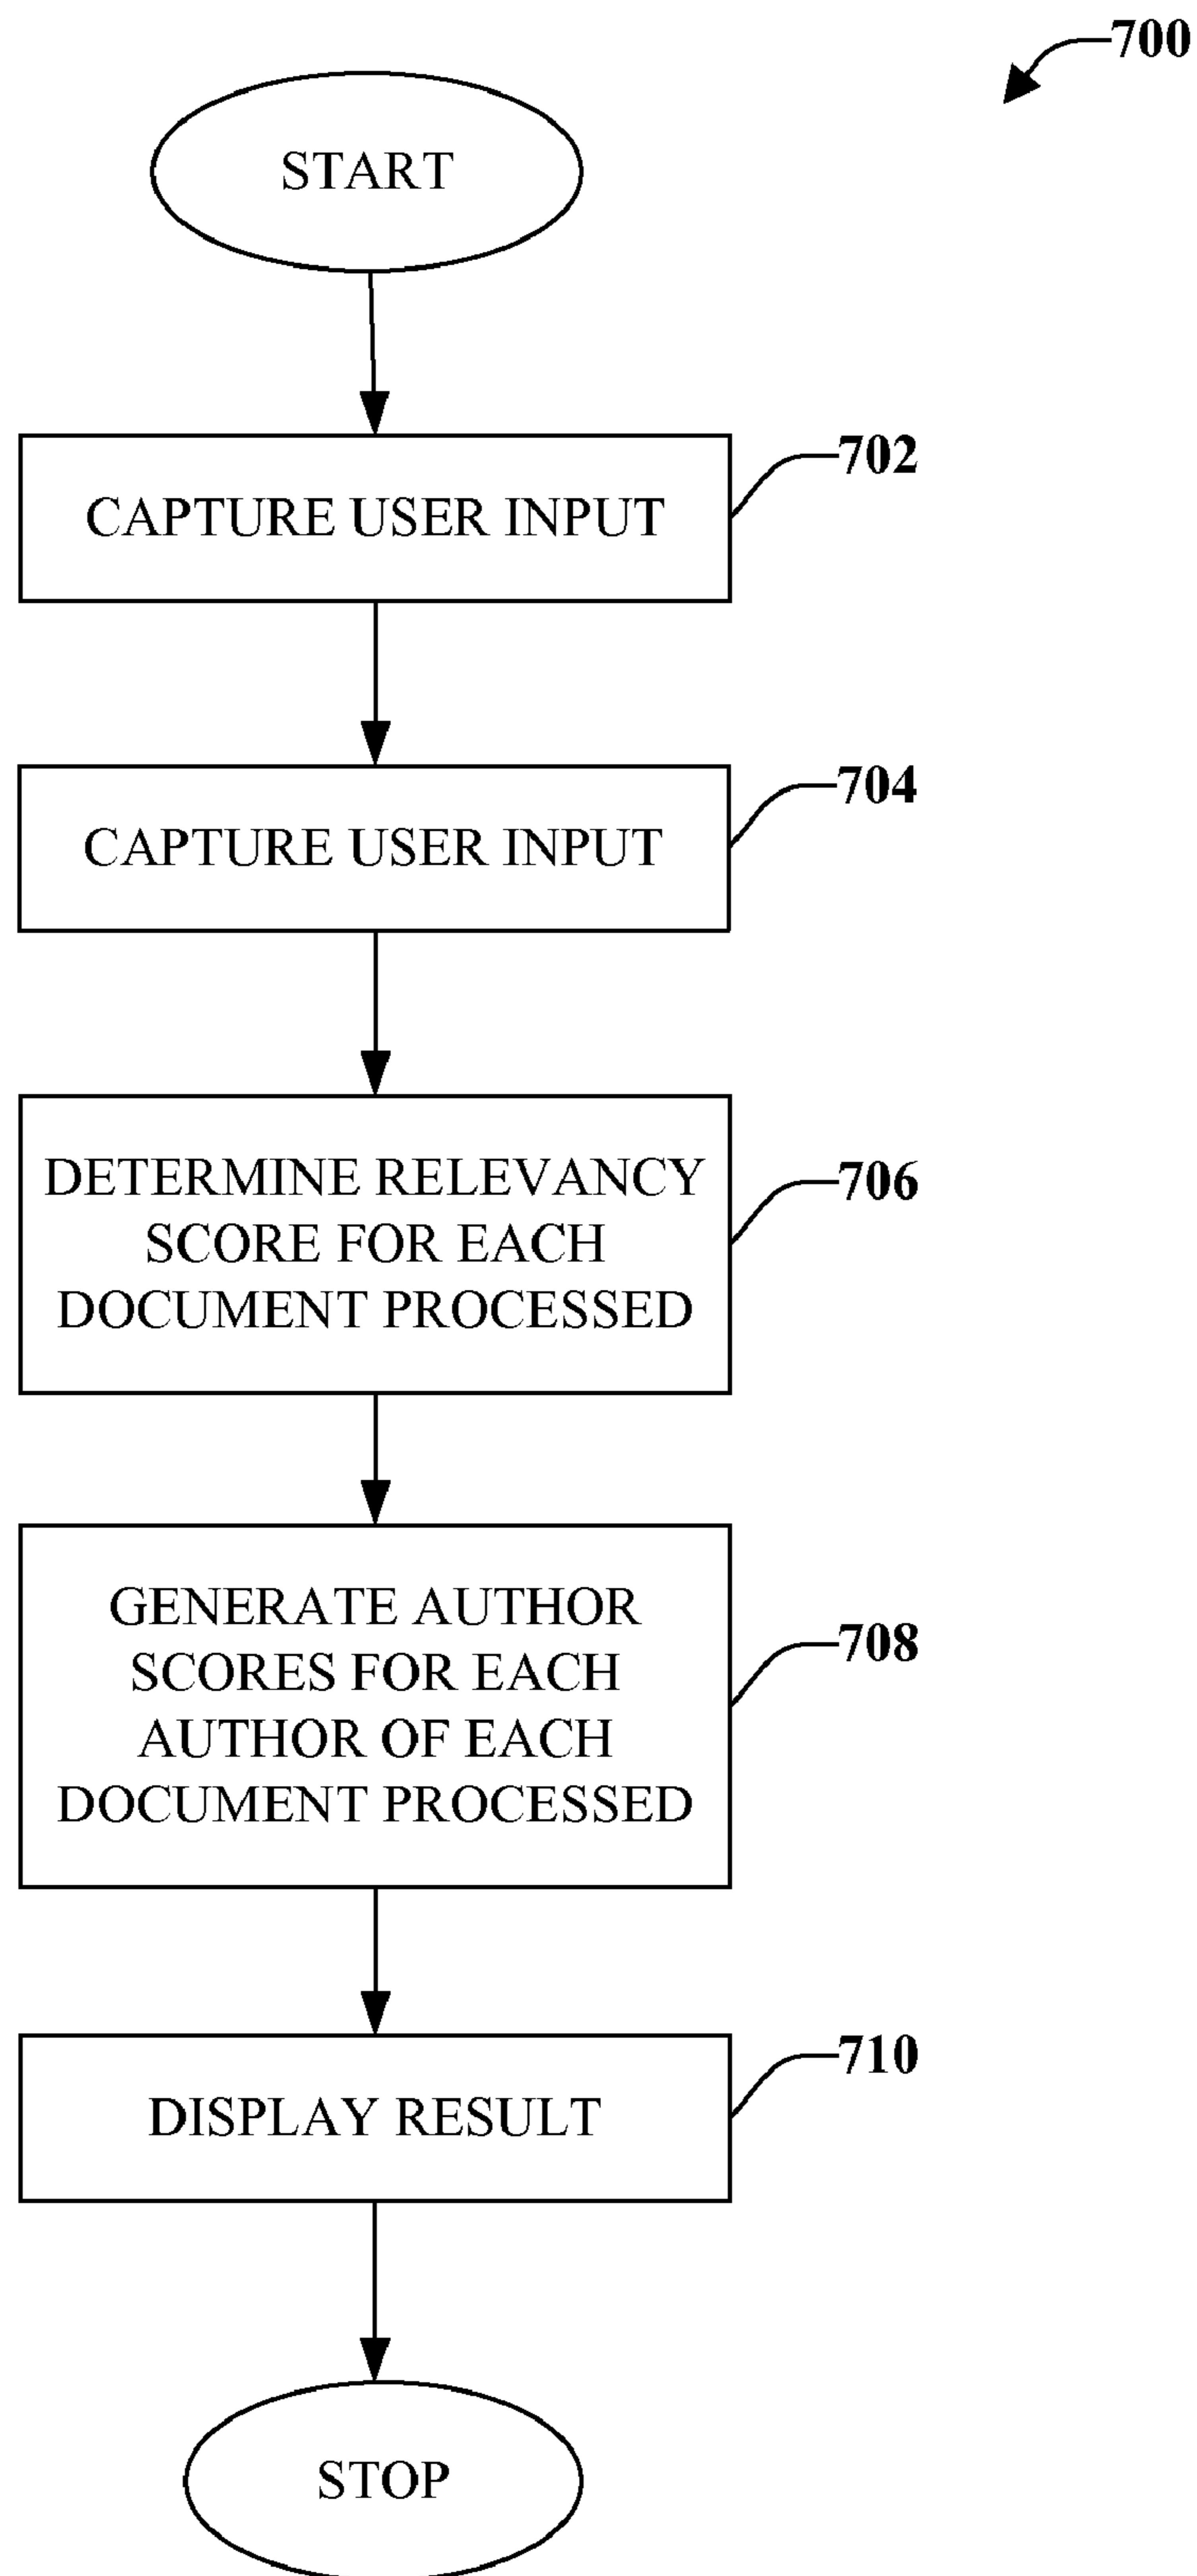 700
START
CAPTURE USER INPUT
702
CAPTURE USER INPUT
704
DETERMINE RELEVANCY
SCORE FOR EACH
DOCUMENT PROCESSED
706
GENERATE AUTHOR
SCORES FOR EACH
AUTHOR OF EACH
DOCUMENT PROCESSED
708
DISPLAY RESULT
710
STOP